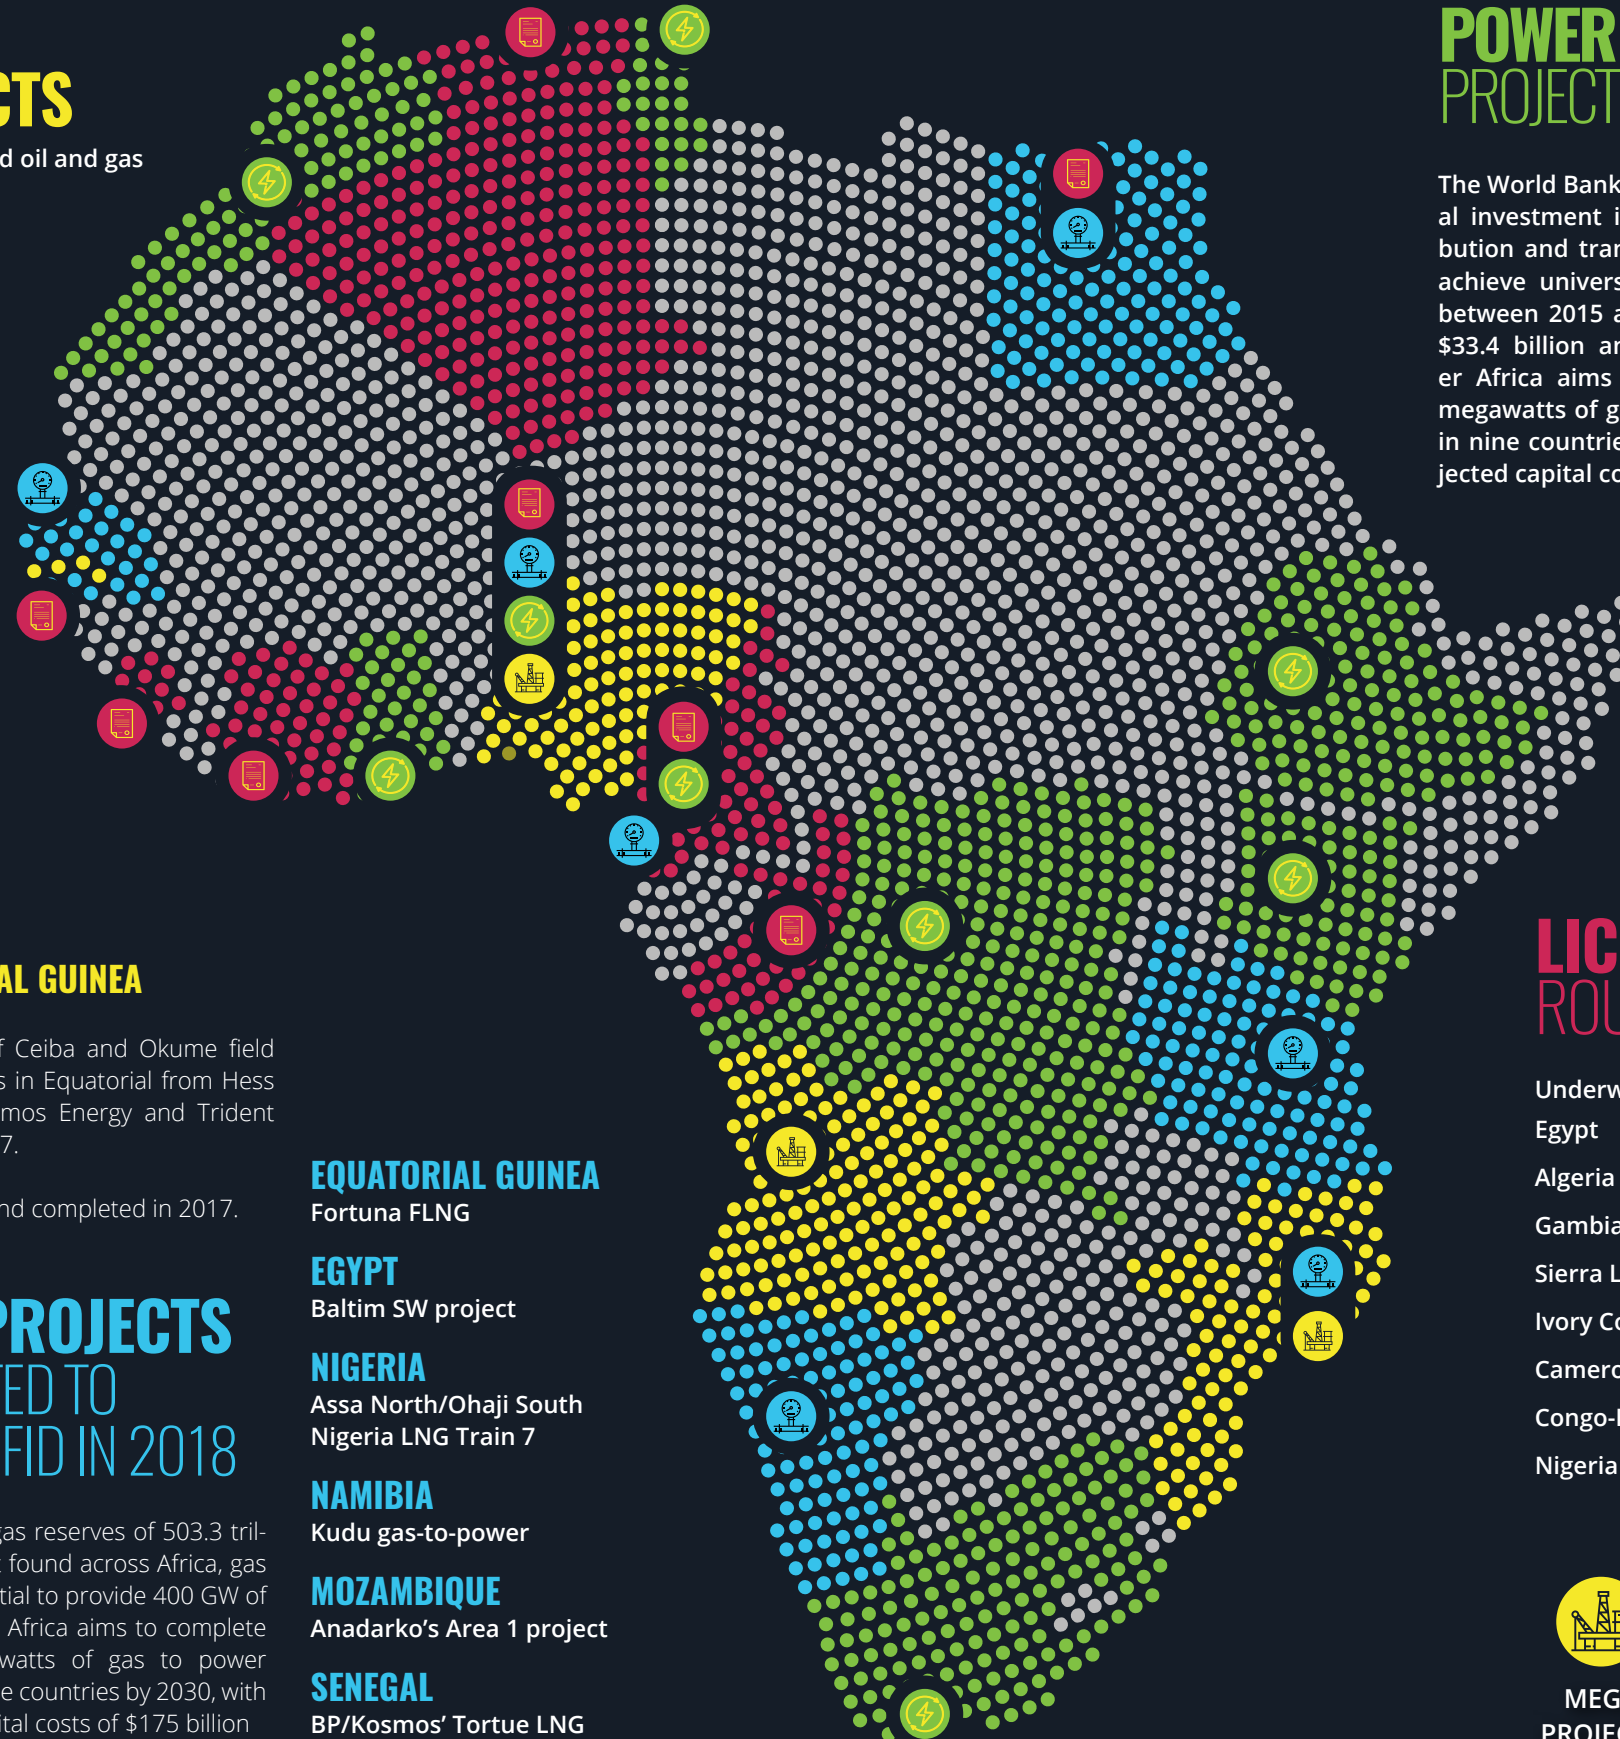 CTS
d oil and gas
POWER
PROJECT
The World Bank
al investment i
bution and tran
achieve univers
between 2015 a
$33.4 billion an
er Africa aims
megawatts of g
in nine countrie
jected capital co
AL GUINEA
f Ceiba and Okume field
s in Equatorial from Hess
mos Energy and Trident
7.
nd completed in 2017.
PROJECTS
ED TO
FID IN 2018
gas reserves of 503.3 tril-
t found across Africa, gas
tial to provide 400 GW of
Africa aims to complete
watts of gas to power
e countries by 2030, with
ital costs of $175 billion
EQUATORIAL GUINEA
Fortuna FLNG
EGYPT
Baltim SW project
NIGERIA
Assa North/Ohaji South
Nigeria LNG Train 7
NAMIBIA
Kudu gas-to-power
MOZAMBIQUE
Anadarko’s Area 1 project
SENEGAL
BP/Kosmos’ Tortue LNG
LIC
ROU
Underw
Egypt
Algeria
Gambia
Sierra L
Ivory Co
Camero
Congo-
Nigeria
MEG
PROJEC